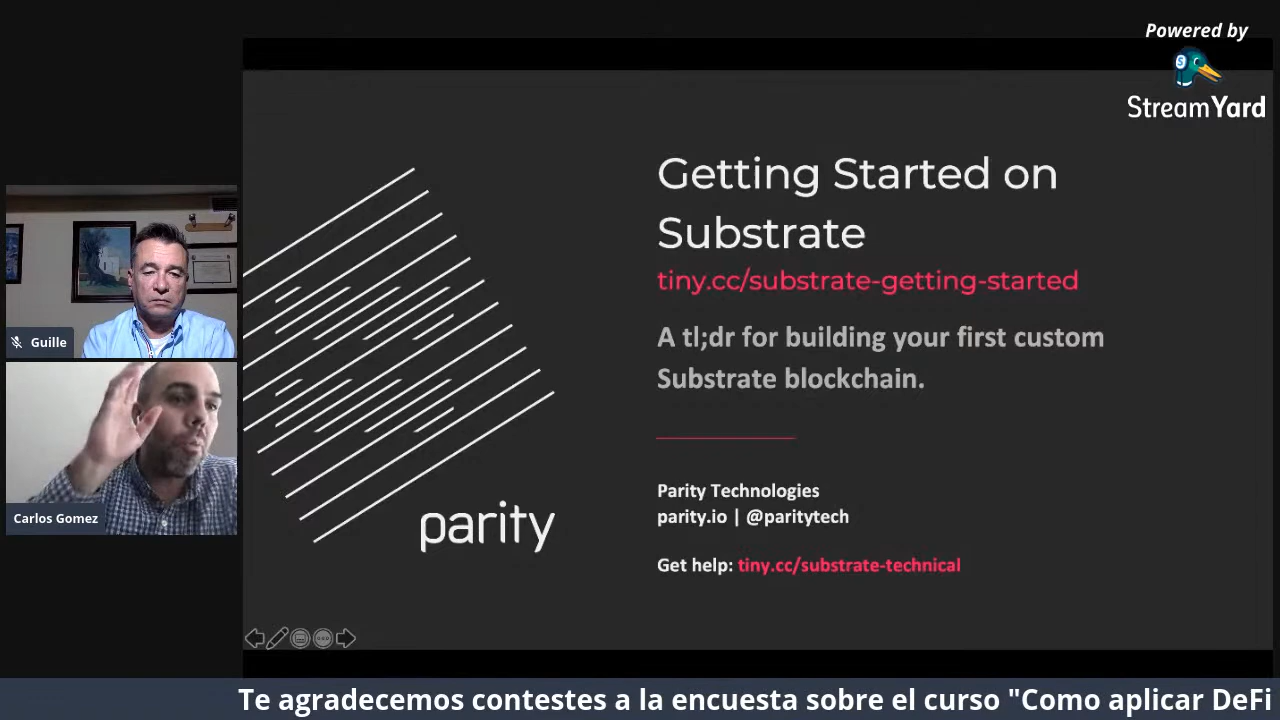 Powered by
StreamYard
Getting Started on
Substrate
tiny.cc/substrate-getting-started
A tl;dr for building your first custom
Substrate blockchain.
Parity Technologies
parity.io | @paritytech
Get help: tiny.cc/substrate-technical
parity
Guille
Carlos Gomez
Te agradecemos contestes a la encuesta sobre el curso "Como aplicar DeFi